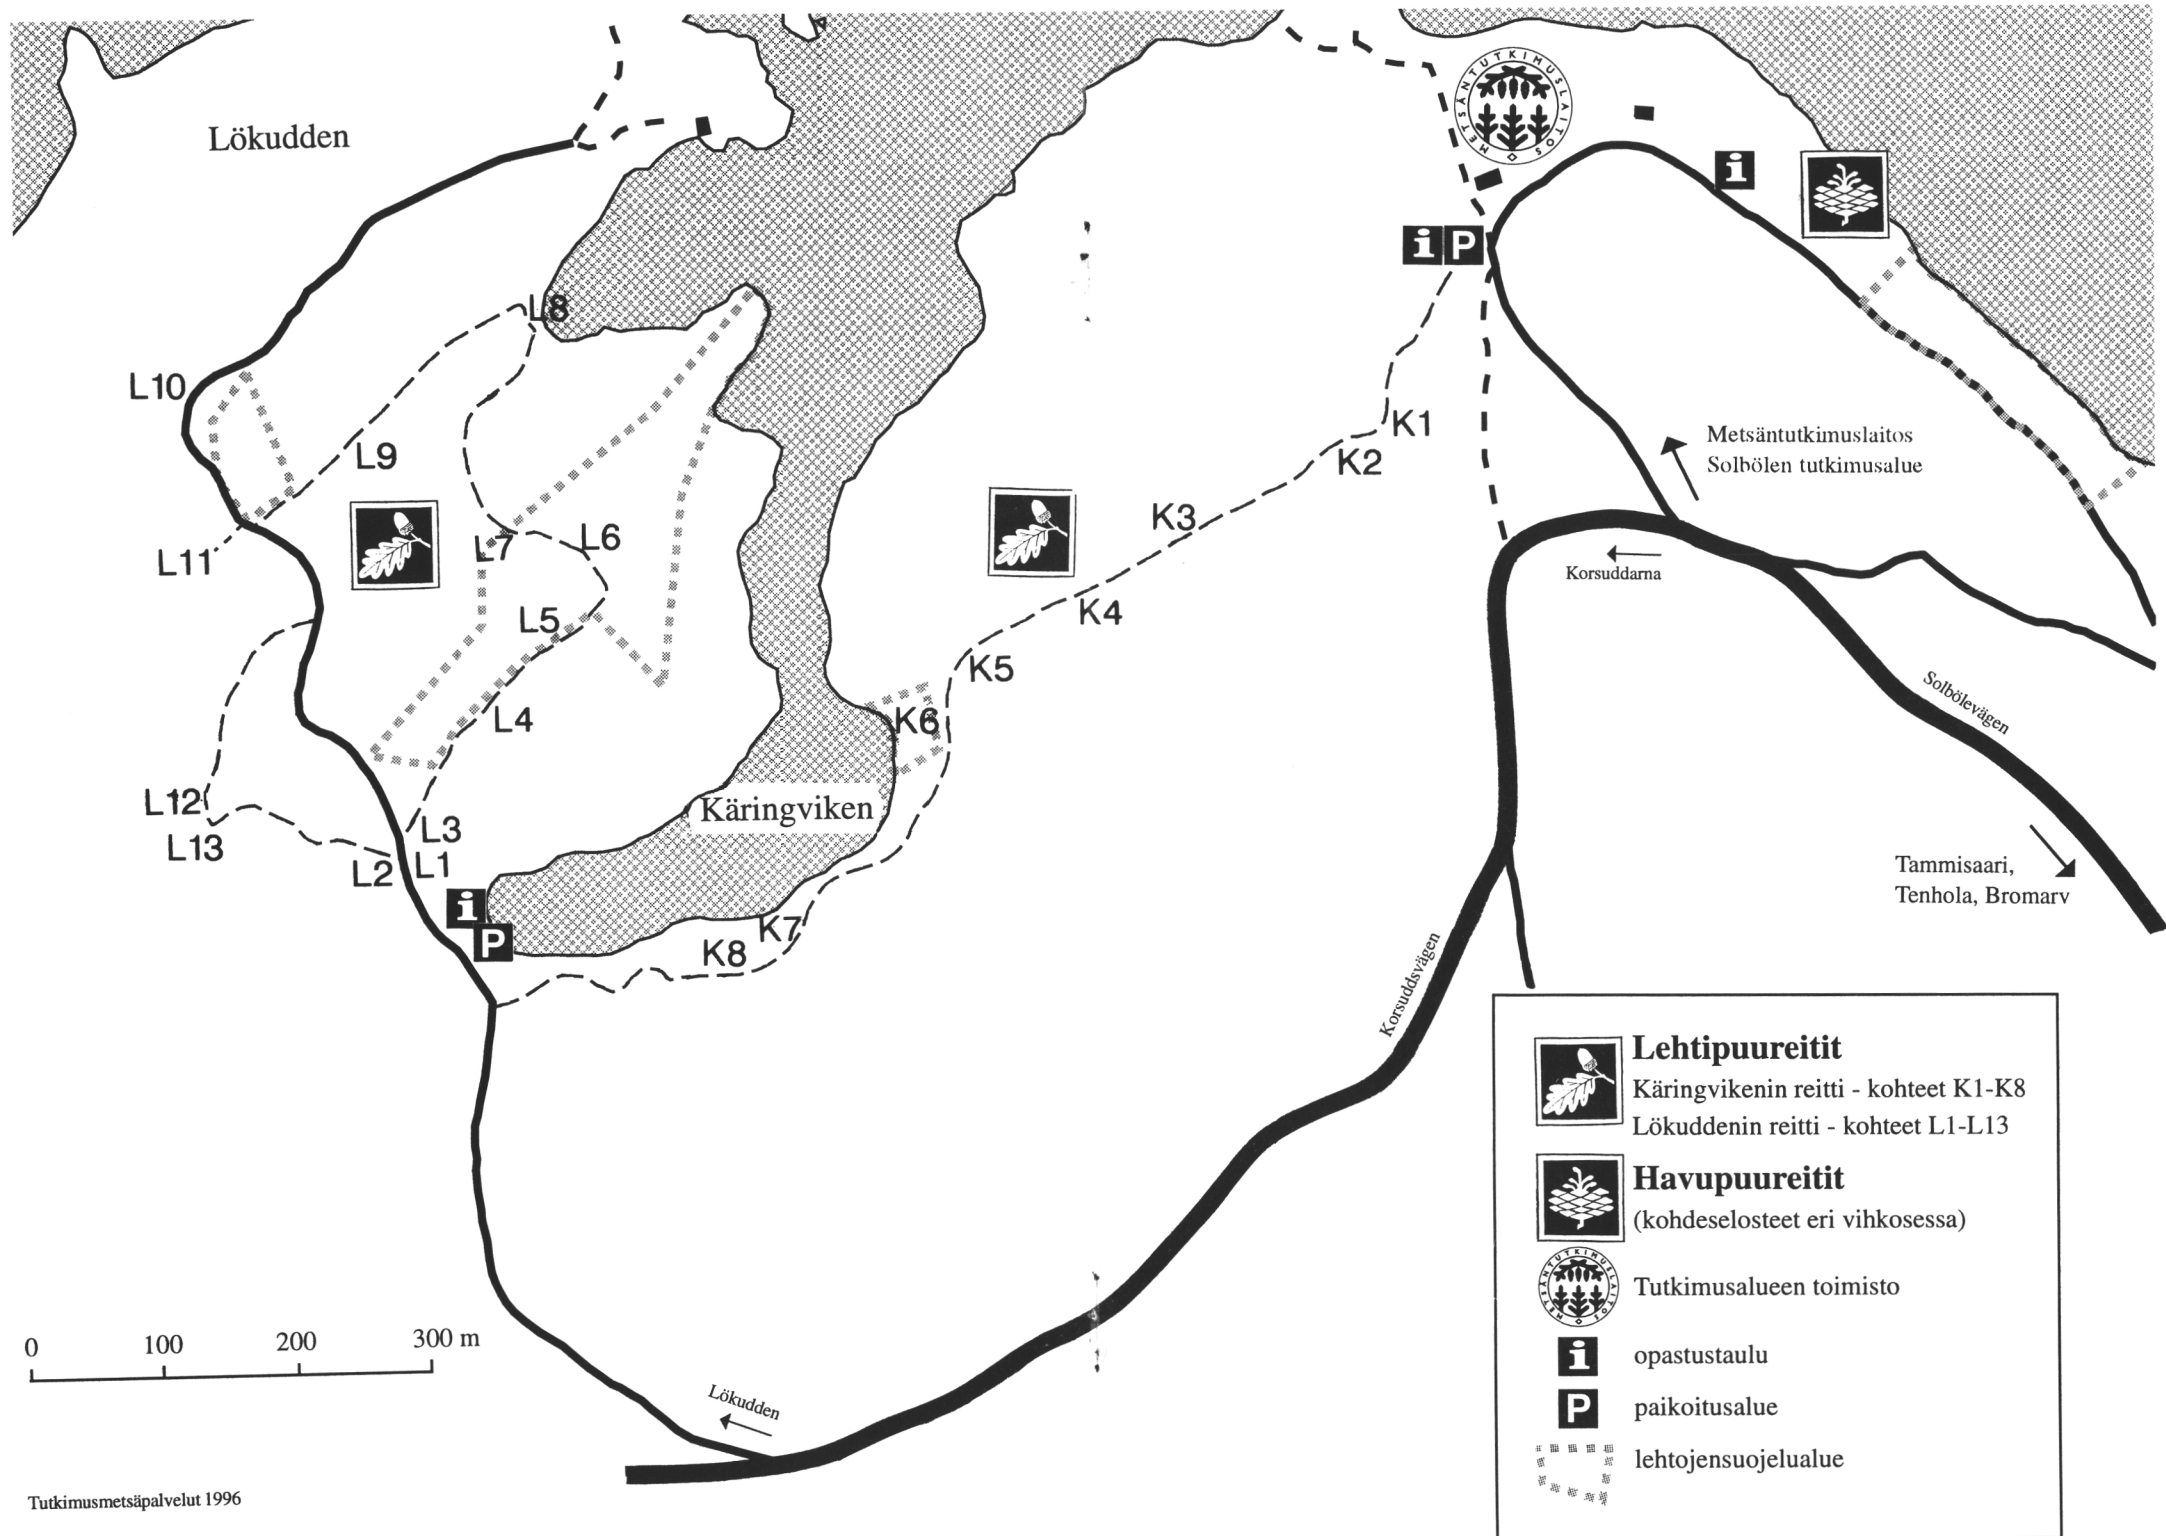 METSÄNTUTKIMUSLAITOS
Lökudden
i
i P
L8
L10
K1
L9
K2
Metsäntutkimuslaitos
Solbölen tutkimusalue
K3
L7
L6
L11
Korsuddarna
K4
L5
K5
Solbölevägen
L4
K6
L12
Käringviken
L3
L13
L2
L1
Tammisaari,
Tenhola, Bromarv
i
P
K7
K8
Korsuddsvägen
Lehtipuureitit
Käringvikenin reitti - kohteet K1-K8
Lökuddenin reitti - kohteet L1-L13
Havupuureitit
(kohdeselosteet eri vihkosessa)
METSÄNTUTKIMUSLAITOS
Tutkimusalueen toimisto
i opastustaulu
P paikoitusalue
lehtojensuojelualue
0 100 200 300 m
Lökudden
Tutkimusmetsäpalvelut 1996